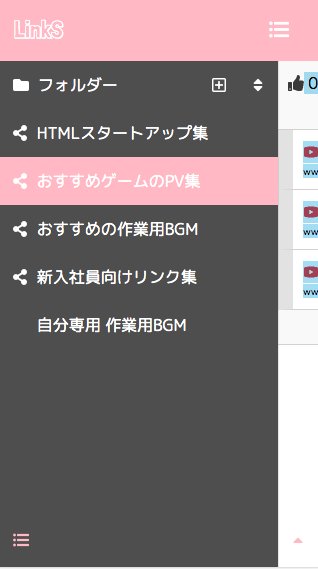 LinkS
フォルダー
0
HTMLスタートアップ集
ww
おすすめゲームのPV集
おすすめの作業用BGM
ww
新入社員向けリンク集
ww
自分専用 作業用BGM